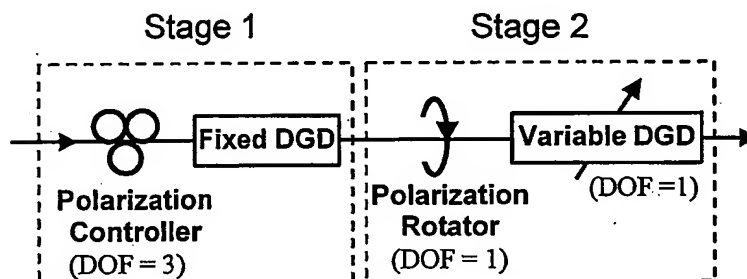 Stage 1
Stage 2
Fixed DGD
Variable DGD
Polarization
Controller
(DOF = 3)
Polarization
Rotator
(DOF = 1)
(DOF =1)